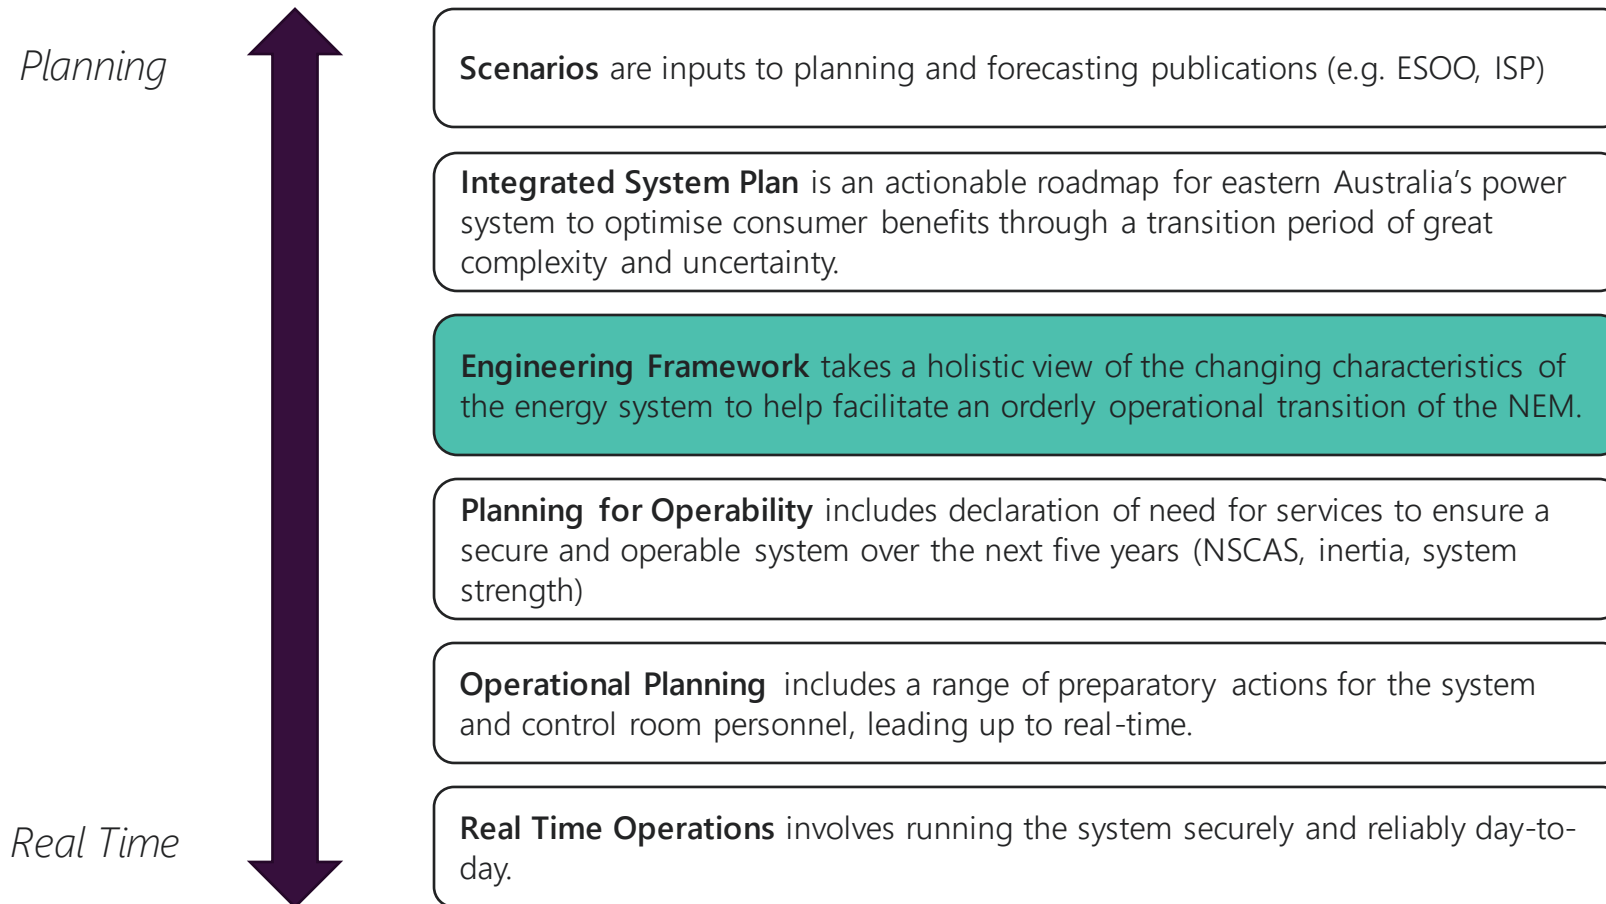 Planning
Scenarios are inputs to planning and forecasting publications (e.g. ESOO, ISP)
Integrated System Plan is an actionable roadmap for eastern Australia's power
system to optimise consumer benefits through a transition period of great
complexity and uncertainty.
Engineering Framework takes a holistic view of the changing characteristics of
the energy system to help facilitate an orderly operational transition of the NEM.
Planning for Operability includes declaration of need for services to ensure a
secure and operable system over the next five years (NSCAS, inertia, system
strength)
Operational Planning includes a range of preparatory actions for the system
and control room personnel, leading up to real-time.
Real Time
Real Time Operations involves running the system securely and reliably day-to-
day.